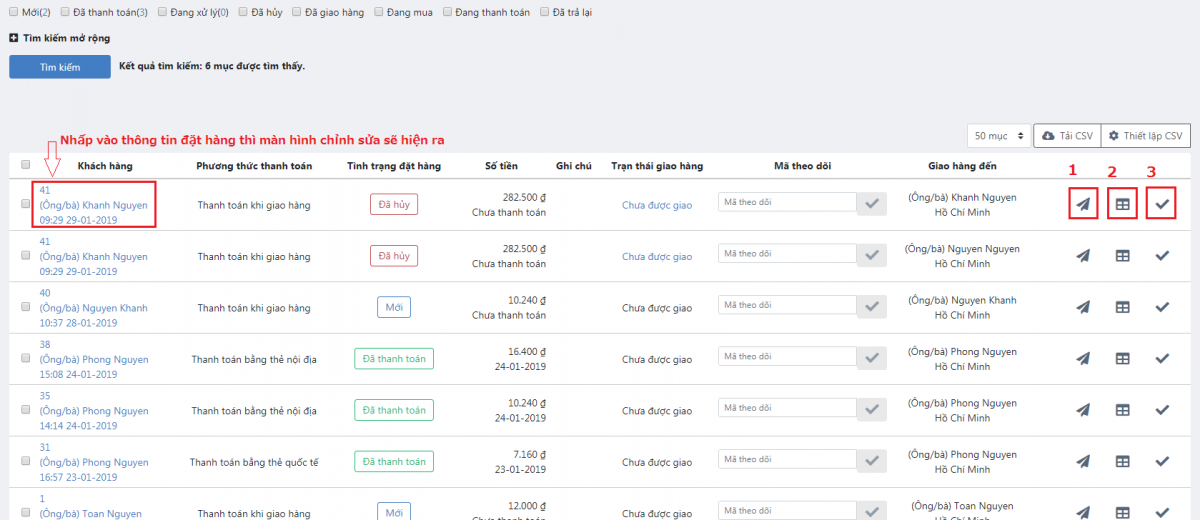 Mới(2) Đã thanh toán(3) Đang xử lý(0) Đã hủy Đã giao hàng Đang mua Đang thanh toán Đã trả lại
Tìm kiếm mở rộng
Tìm kiếm Kết quả tìm kiếm: 6 mục được tìm thấy.
50 mục Tải CSV Thiết lập CSV
Nhấp vào thông tin đặt hàng thì màn hình chỉnh sửa sẽ hiện ra
Khách hàng Phương thức thanh toán Tình trạng đặt hàng Số tiền Ghi chú Trạn thái giao hàng Mã theo dõi Giao hàng đến
1 2 3
41
(Ông/bà) Khanh Nguyen
09:29 29-01-2019
Thanh toán khi giao hàng
Đã hủy
282.500 ₫
Chưa thanh toán
Chưa được giao
Mã theo dõi
(Ông/bà) Khanh Nguyen
Hồ Chí Minh
41
(Ông/bà) Khanh Nguyen
09:29 29-01-2019
Thanh toán khi giao hàng
Đã hủy
282.500 ₫
Chưa thanh toán
Chưa được giao
Mã theo dõi
(Ông/bà) Nguyen Nguyen
Hồ Chí Minh
40
(Ông/bà) Nguyen Khanh
10:37 28-01-2019
Thanh toán khi giao hàng
Mới
10.240 ₫
Chưa thanh toán
Chưa được giao
Mã theo dõi
(Ông/bà) Nguyen Khanh
Hồ Chí Minh
38
(Ông/bà) Phong Nguyen
15:08 24-01-2019
Thanh toán bằng thẻ nội địa
Đã thanh toán
16.400 ₫
24-01-2019
Chưa được giao
Mã theo dõi
(Ông/bà) Phong Nguyen
Hồ Chí Minh
35
(Ông/bà) Phong Nguyen
14:14 24-01-2019
Thanh toán bằng thẻ nội địa
Đã thanh toán
10.240 ₫
24-01-2019
Chưa được giao
Mã theo dõi
(Ông/bà) Phong Nguyen
Hồ Chí Minh
31
(Ông/bà) Phong Nguyen
16:57 23-01-2019
Thanh toán bằng thẻ quốc tế
Đã thanh toán
7.160 ₫
23-01-2019
Chưa được giao
Mã theo dõi
(Ông/bà) Phong Nguyen
Hồ Chí Minh
1
(Ông/bà) Toan Nguyen
Thanh toán khi giao hàng
Mới
12.000 ₫
Chưa thanh toán
Chưa được giao
Mã theo dõi
(Ông/bà) Toan Nguyen
Hồ Chí Minh